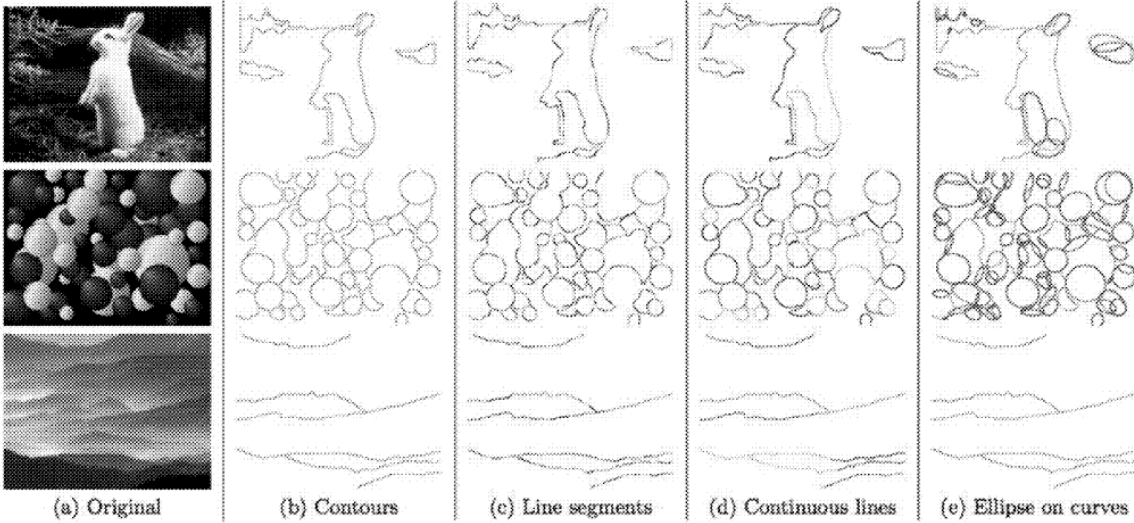 (a) Original
(b) Contours
(c) Line segments
(d) Continuous lines
(e) Ellipse on curves